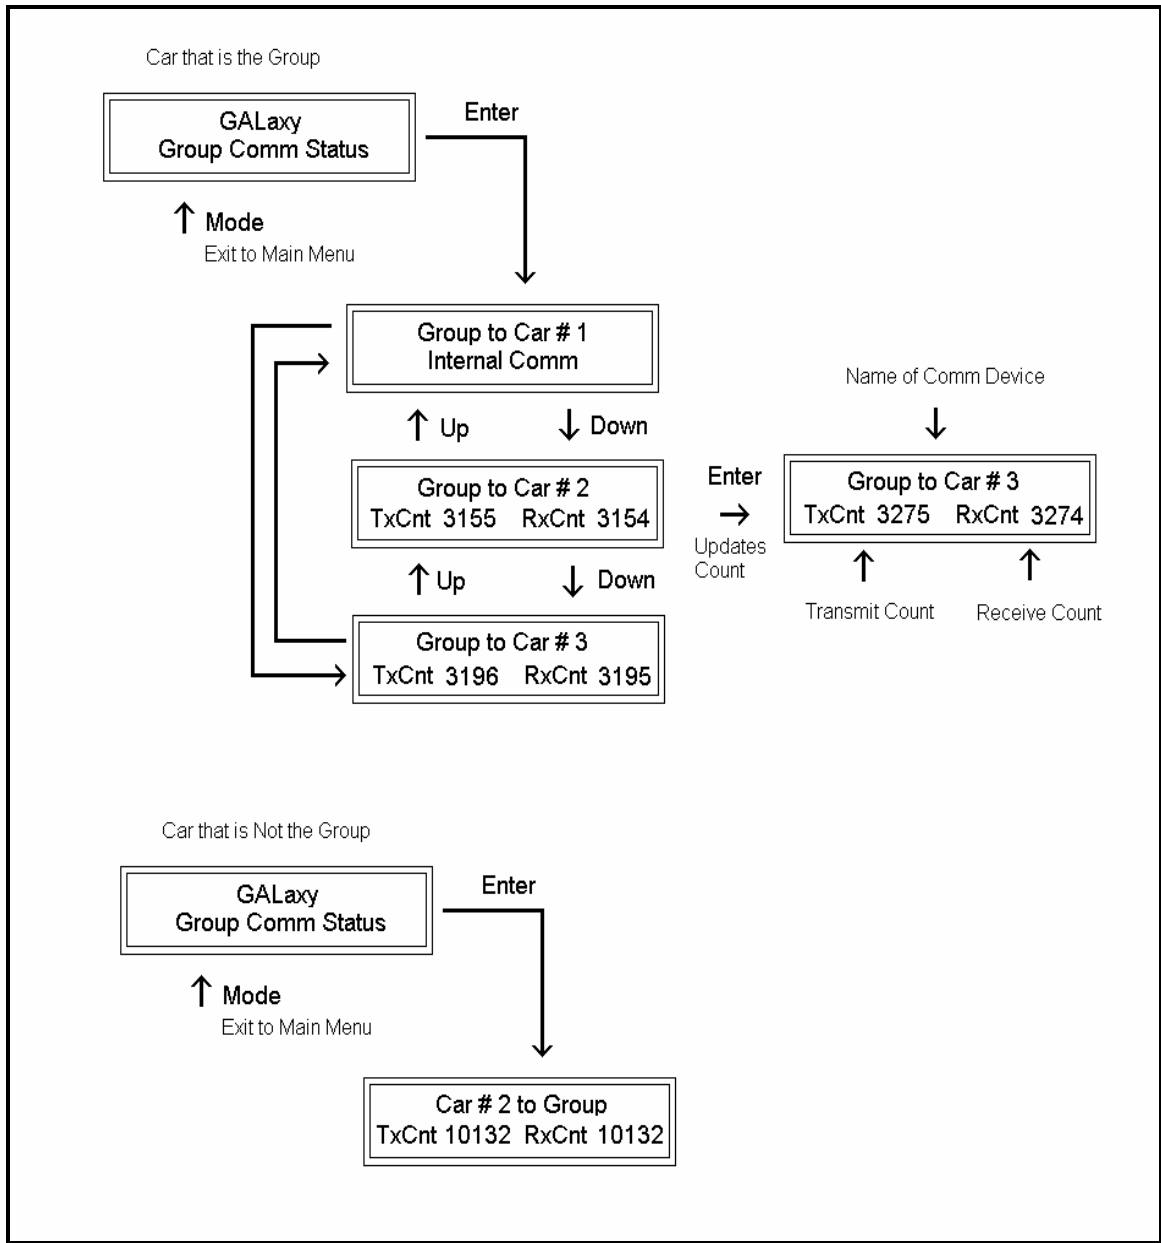 Car that is the Group
GALaxy
Group Comm Status
Enter
Mode
Exit to Main Menu
Group to Car # 1
Internal Comm
Up
Down
Group to Car # 2
TxCnt 3155 RxCnt 3154
Up
Down
Group to Car # 3
TxCnt 3196 RxCnt 3195
Enter
Updates
Count
Name of Comm Device
Group to Car # 3
TxCnt 3275 RxCnt 3274
Transmit Count
Receive Count
Car that is Not the Group
GALaxy
Group Comm Status
Enter
Mode
Exit to Main Menu
Car # 2 to Group
TxCnt 10132 RxCnt 10132